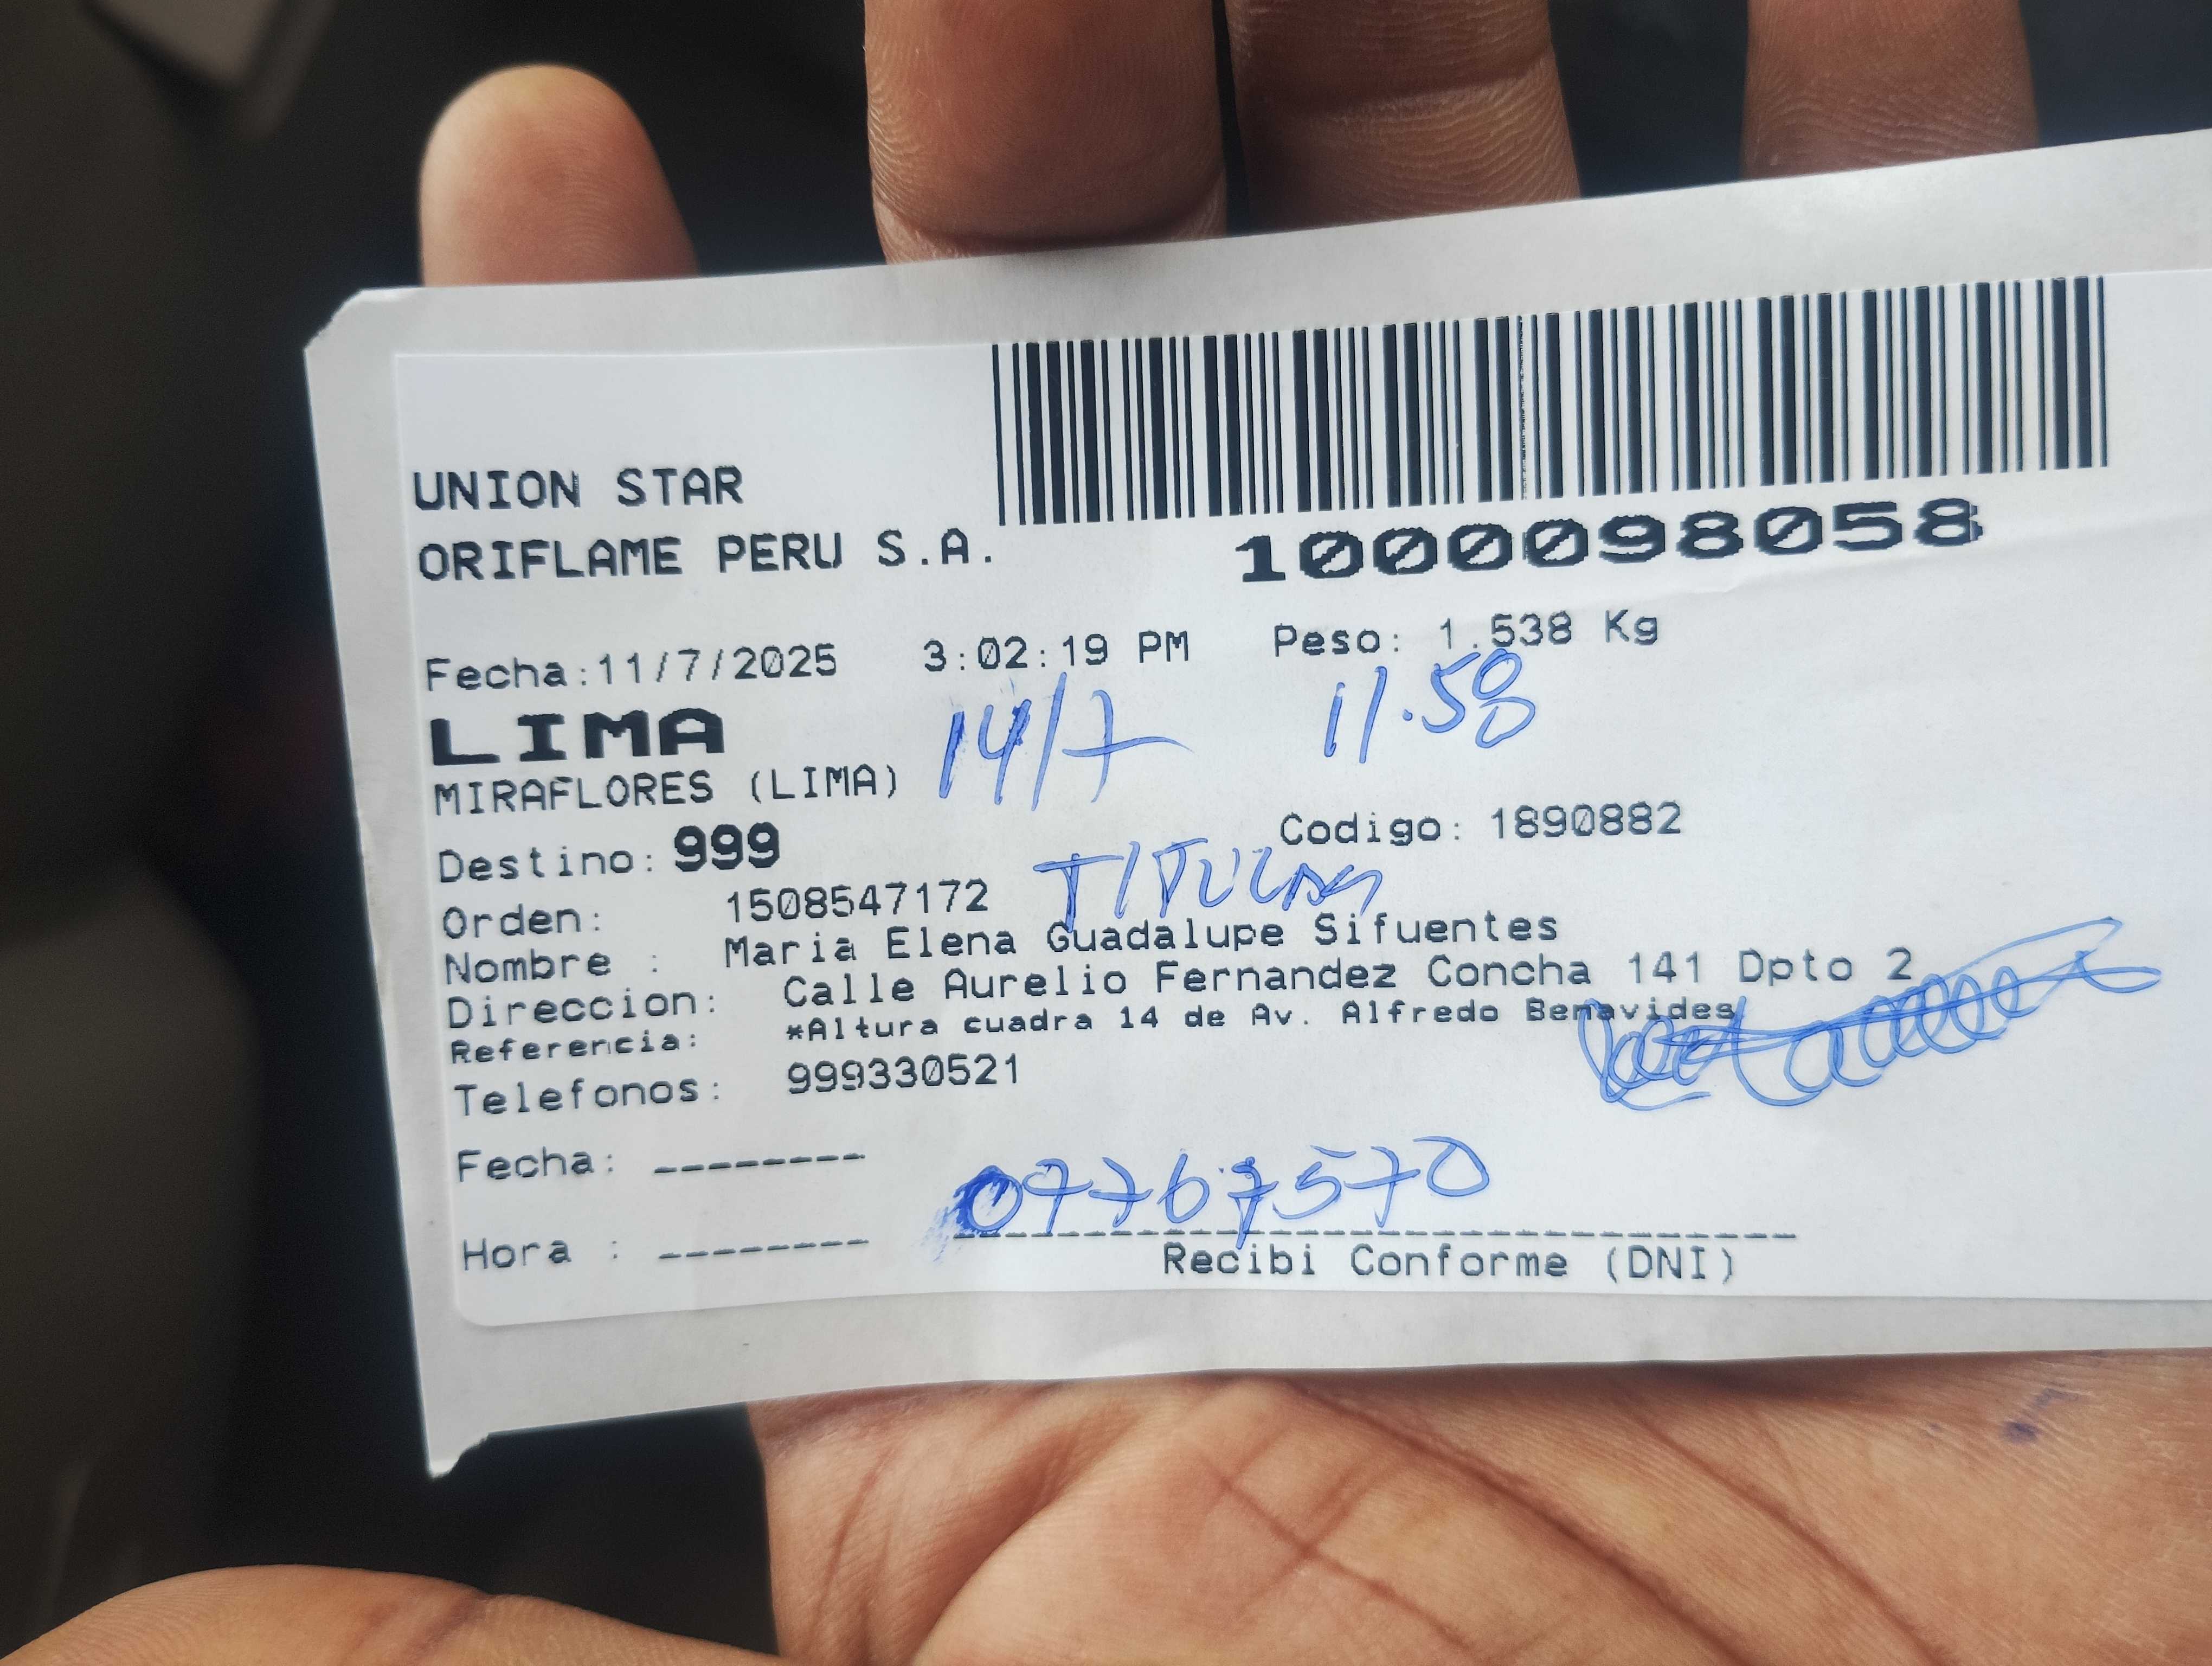 UNION STAR
ORIFLAME PERU S.A.
1000098058
Fecha:11/7/2025 3:02:19 PM Peso: 1.538 Kg
LIMA
14/7 11.58
MIRAFLORES (LIMA)
Destino: 999 Codigo: 1890882
TITULAR
Orden: 1508547172
Nombre : Maria Elena Guadalupe Sifuentes
Direccion: Calle Aurelio Fernandez Concha 141 Dpto 2
Referencia: *Altura cuadra 14 de Av. Alfredo Benavides
Telefonos: 999330521
Fecha: --------
07767570
Hora : --------
Recibi Conforme (DNI)